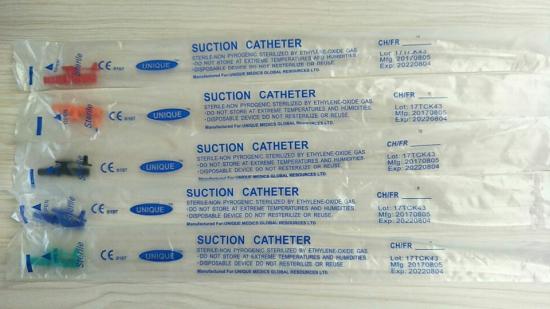 SUCTION CATHETER
STERILE-NON PYROGENIC STERILIZED BY ETHYLENE-OXIDE GAS
-DO NOT STORE AT EXTREME TEMPERATURES AND HUMIDITIES.
-DISPOSABLE DEVICE DO NOT RESTERILIZE OR REUSE.
Manufactured For:UNIQUE MEDICS GLOBAL RESOURCES LTD.
CH/FR
Lot: 17TCK43
Mfg: 20170805
Exp: 20220804
Sterile
CE 0197
UNIQUE
SUCTION CATHETER
STERILE-NON PYROGENIC STERILIZED BY ETHYLENE-OXIDE GAS
-DO NOT STORE AT EXTREME TEMPERATURES AND HUMIDITIES.
-DISPOSABLE DEVICE DO NOT RESTERILIZE OR REUSE.
Manufactured For:UNIQUE MEDICS GLOBAL RESOURCES LTD.
CH/FR
Lot: 17TCK43
Mfg: 20170805
Exp: 20220804
Sterile
CE 0197
UNIQUE
SUCTION CATHETER
STERILE-NON PYROGENIC STERILIZED BY ETHYLENE-OXIDE GAS
-DO NOT STORE AT EXTREME TEMPERATURES AND HUMIDITIES.
-DISPOSABLE DEVICE DO NOT RESTERILIZE OR REUSE.
Manufactured For:UNIQUE MEDICS GLOBAL RESOURCES LTD.
CH/FR
Lot: 17TCK43
Mfg: 20170805
Exp: 20220804
Sterile
CE 0197
UNIQUE
SUCTION CATHETER
STERILE-NON PYROGENIC STERILIZED BY ETHYLENE-OXIDE GAS
-DO NOT STORE AT EXTREME TEMPERATURES AND HUMIDITIES.
-DISPOSABLE DEVICE DO NOT RESTERILIZE OR REUSE.
Manufactured For:UNIQUE MEDICS GLOBAL RESOURCES LTD.
CH/FR
Lot: 17TCK43
Mfg: 20170805
Exp: 20220804
Sterile
CE 0197
UNIQUE
SUCTION CATHETER
STERILE-NON PYROGENIC STERILIZED BY ETHYLENE-OXIDE GAS
-DO NOT STORE AT EXTREME TEMPERATURES AND HUMIDITIES.
-DISPOSABLE DEVICE DO NOT RESTERILIZE OR REUSE.
Manufactured For:UNIQUE MEDICS GLOBAL RESOURCES LTD.
CH/FR
Lot: 17TCK43
Mfg: 20170805
Exp: 20220804
Sterile
CE 0197
UNIQUE